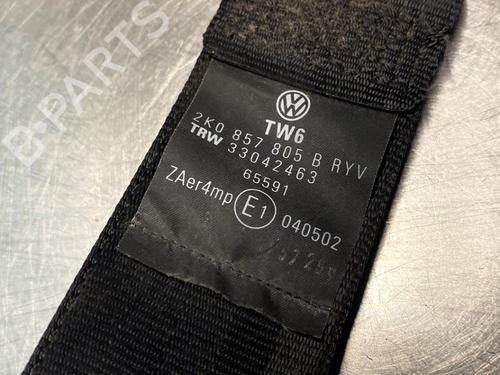 PARTS
TW6
2K0 857 805 B RYV
TRW 33042463
65591
ZAer4mp E1 040502